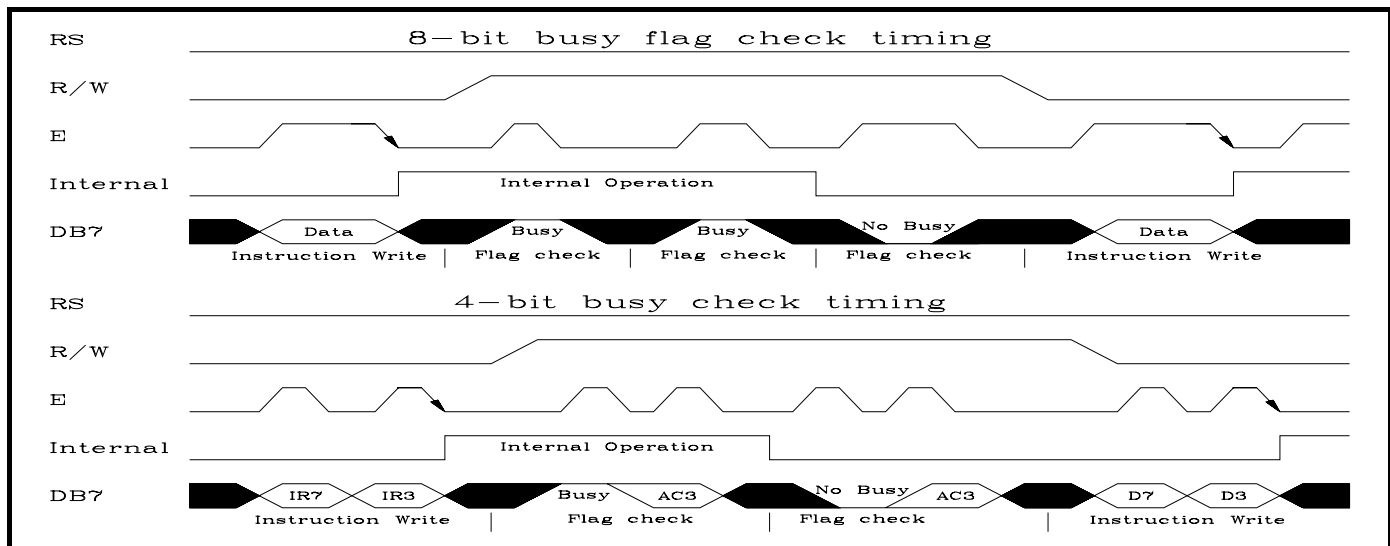 RS 8-bit busy flag check timing
R/W
E
Internal Internal Operation
DB7 Data Busy Busy No Busy Data
Instruction Write Flag check Flag check Flag check Instruction Write
RS 4-bit busy check timing
R/W
E
Internal Internal Operation
DB7 IR7 IR3 Busy AC3 No Busy AC3 D7 D3
Instruction Write Flag check Flag check Instruction Write